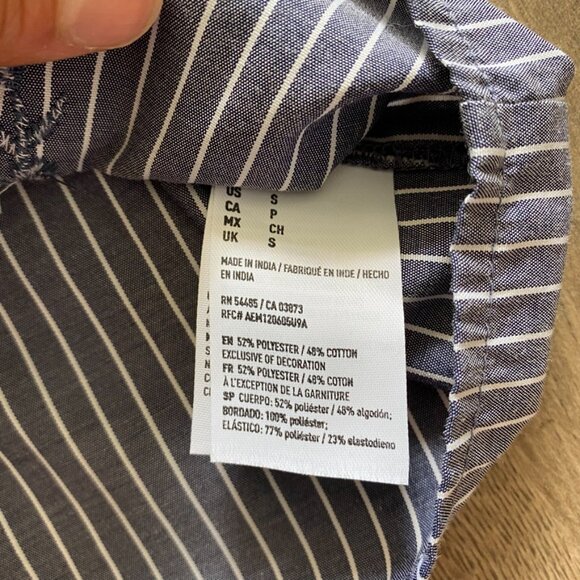 US S
CA P
MX CH
UK S
MADE IN INDIA / FABRIQUÉ EN INDE / HECHO
EN INDIA
RN 54485 / CA 03873
RFC# AEM120605U9A
EN 52% POLYESTER / 48% COTTON
EXCLUSIVE OF DECORATION
FR 52% POLYESTER / 48% COTON
À L'EXCEPTION DE LA GARNITURE
SP CUERPO: 52% poliéster / 48% algodón;
BORDADO: 100% poliéster;
ELÁSTICO: 77% poliéster / 23% elastodieno